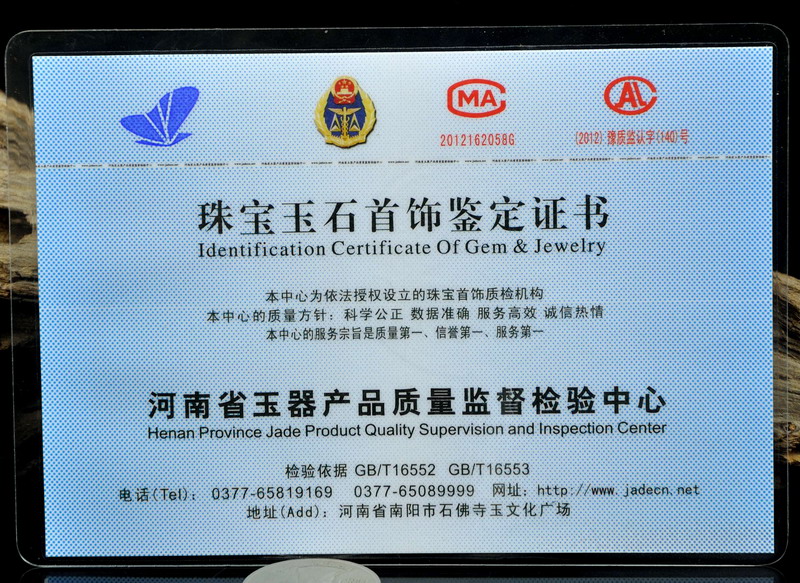 MA
2012162058G
AL
(2012)豫质监认字(140)号
珠宝玉石首饰鉴定证书
Identification Certificate Of Gem & Jewelry
本中心为依法授权设立的珠宝首饰质检机构
本中心的质量方针：科学公正 数据准确 服务高效 诚信热情
本中心的服务宗旨是质量第一、信誉第一、服务第一
河南省玉器产品质量监督检验中心
Henan Province Jade Product Quality Supervision and Inspection Center
检验依据 GB/T16552 GB/T16553
电话(Tel)： 0377-65819169 0377-65089999 网址：http://www.jadecn.net
地址(Add)：河南省南阳市石佛寺玉文化广场